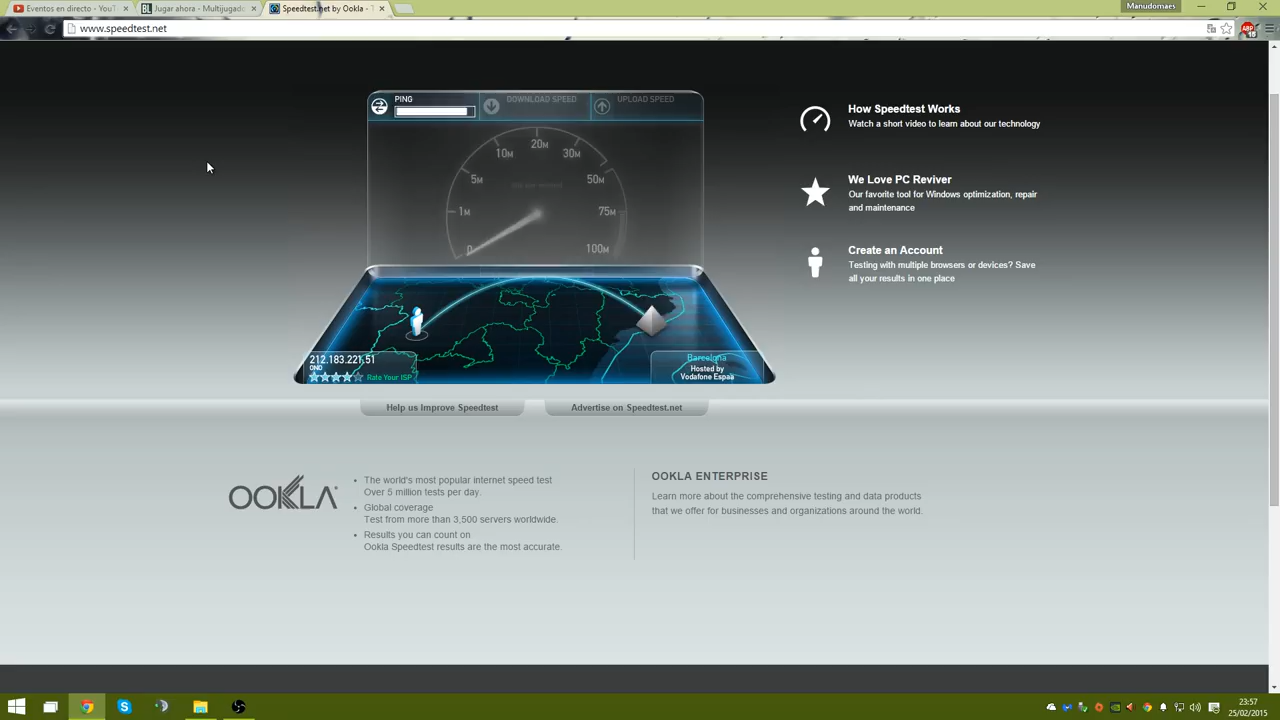 Eventos en directo - YouT
Jugar ahora - Multijugado
Speedtest.net by Ookla - T
Manudomaes
www.speedtest.net
ABP
15
PING
DOWNLOAD SPEED
UPLOAD SPEED
20M
10M
30M
5M
50M
1M
75M
0
100M
How Speedtest Works
Watch a short video to learn about our technology
We Love PC Reviver
Our favorite tool for Windows optimization, repair
and maintenance
Create an Account
Testing with multiple browsers or devices? Save
all your results in one place
212.183.221.51
ONO
Rate Your ISP
Barcelona
Hosted by
Vodafone Espaa
Help us Improve Speedtest
Advertise on Speedtest.net
OOKLA
The world's most popular internet speed test
Over 5 million tests per day.
Global coverage
Test from more than 3,500 servers worldwide.
Results you can count on
Ookla Speedtest results are the most accurate.
OOKLA ENTERPRISE
Learn more about the comprehensive testing and data products
that we offer for businesses and organizations around the world.
23:57
25/02/2015